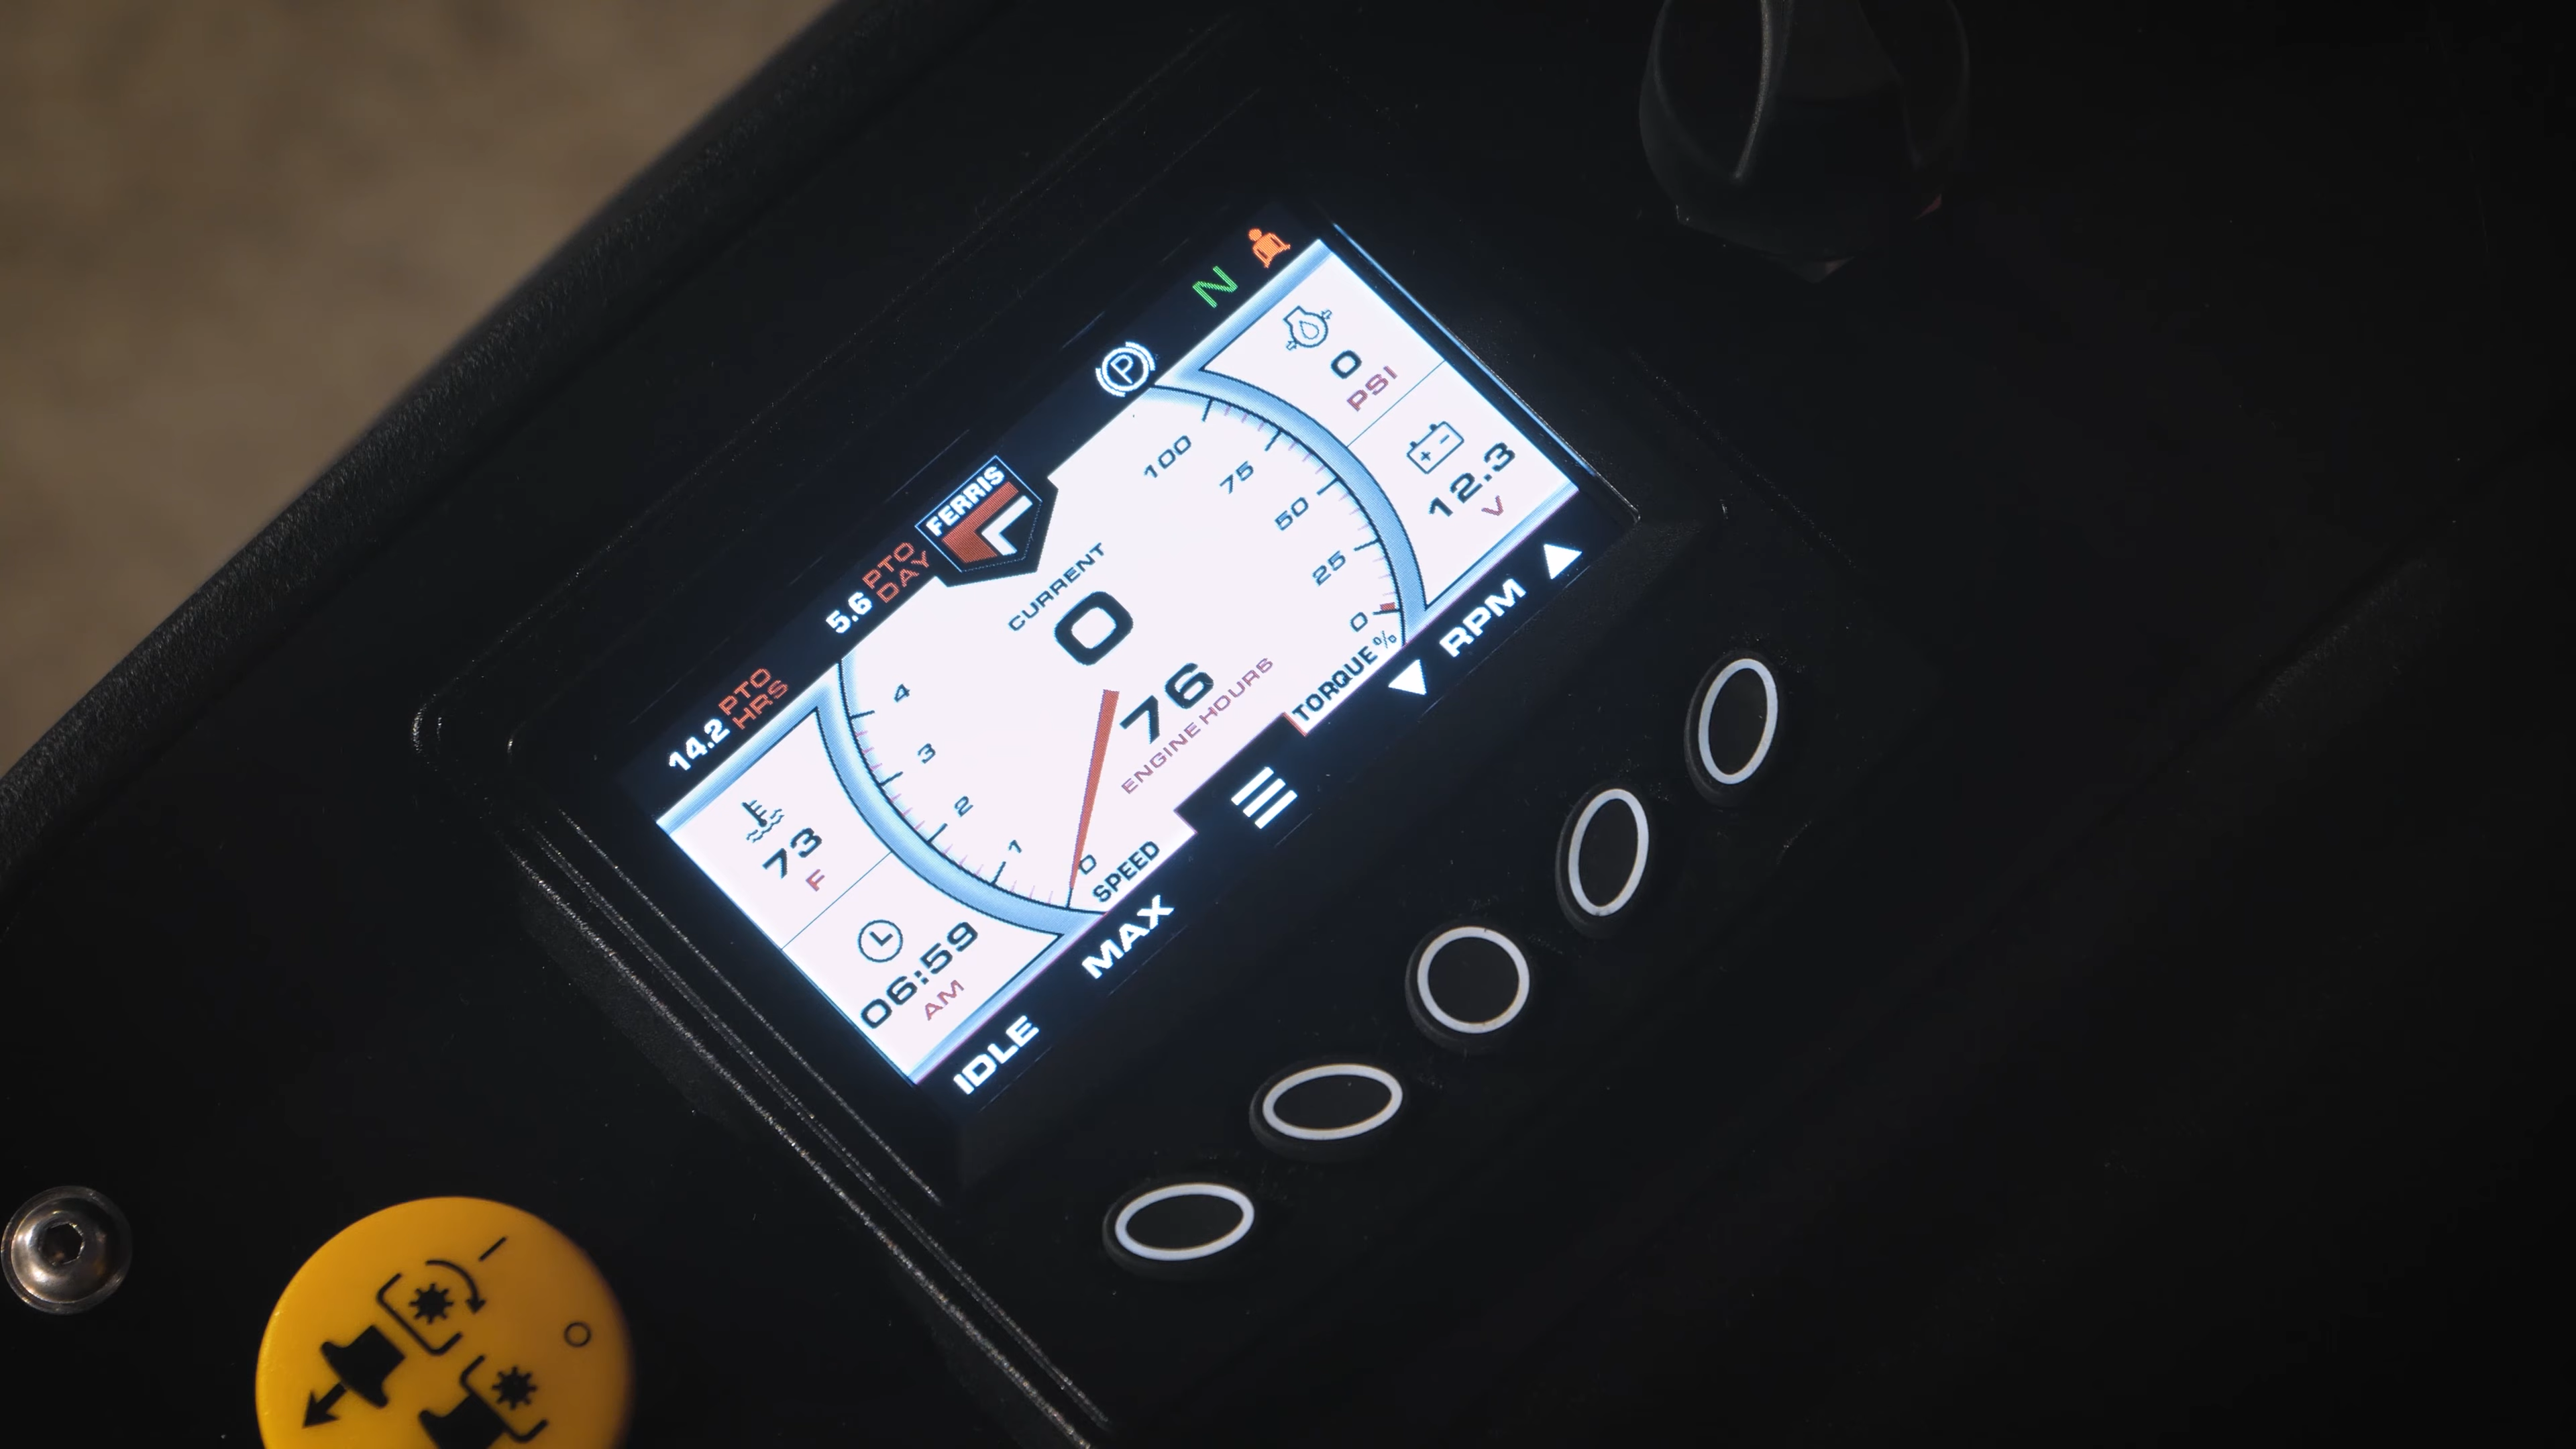 14.2 PTO HRS
5.6 PTO DAY
FERRIS
P
N
73
F
06:59
AM
4
3
2
1
0
SPEED
CURRENT
0
76
ENGINE HOURS
100
75
50
25
0
TORQUE %
0
PSI
12.3
V
IDLE
MAX
RPM